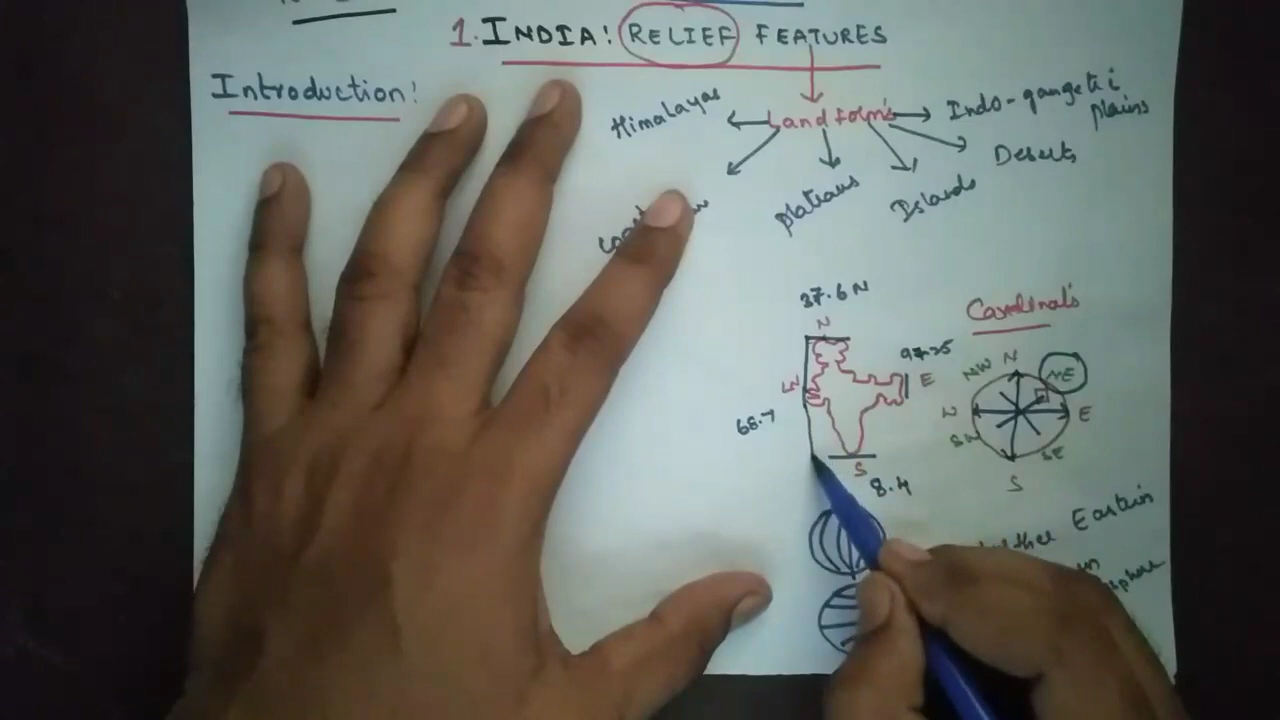 1. INDIA: RELIEF FEATURES
Introduction:
Landforms
Himalayas
Plateaus
Islands
Deserts
Indo-gangeti
plains
37.6 N
N
97.25
E
68.7
S
8.4
Cardinals
N
NE
E
SE
S
SW
W
NW
Eastern